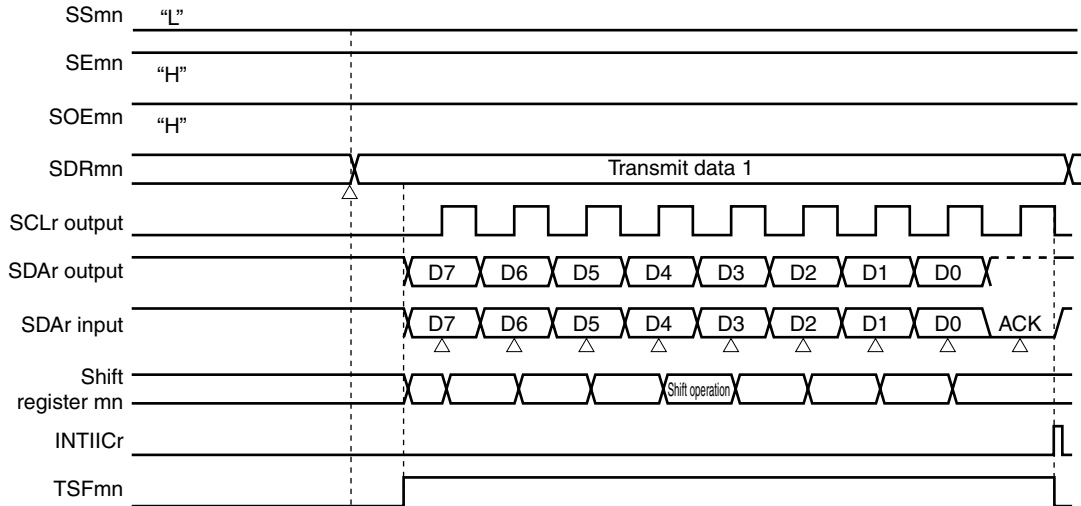 SSmn “L”
SEmn “H”
SOEmn “H”
SDRmn Transmit data 1
SCLr output
SDAr output D7 D6 D5 D4 D3 D2 D1 D0
SDAr input D7 D6 D5 D4 D3 D2 D1 D0 ACK
Shift
register mn Shift operation
INTIICr
TSFmn